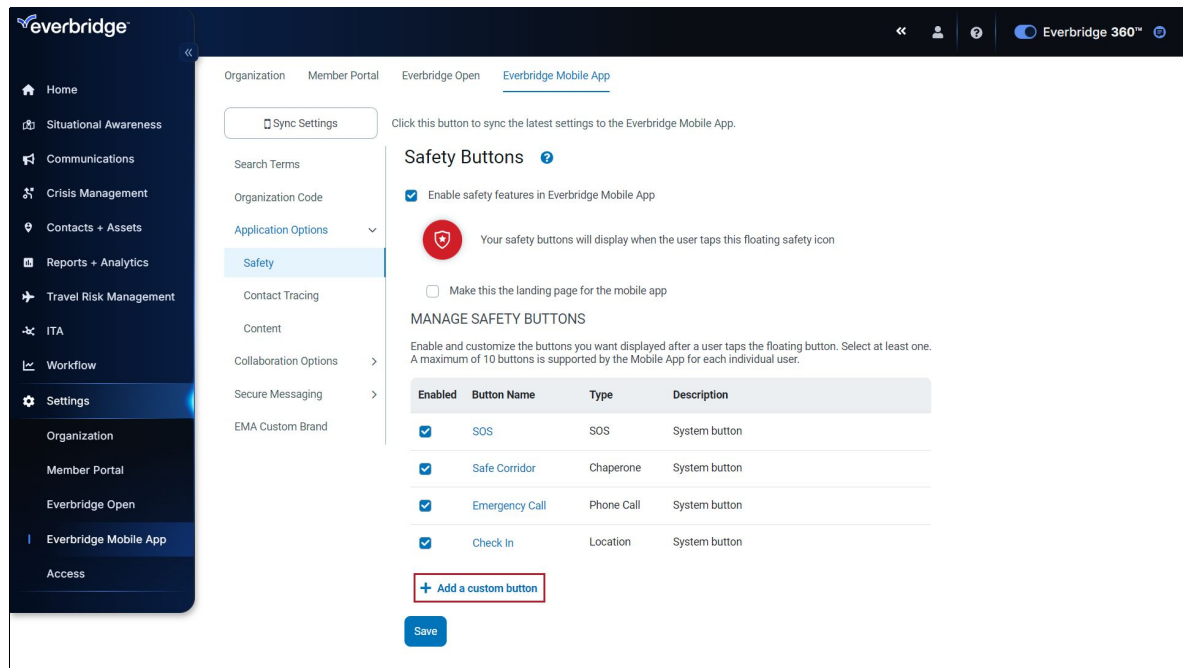 everbridge™
Everbridge 360™
Home
Situational Awareness
Communications
Crisis Management
Contacts + Assets
Reports + Analytics
Travel Risk Management
ITA
Workflow
Settings
Organization
Member Portal
Everbridge Open
Everbridge Mobile App
Access
Organization Member Portal Everbridge Open Everbridge Mobile App
Sync Settings Click this button to sync the latest settings to the Everbridge Mobile App.
Search Terms
Organization Code
Application Options
Safety
Contact Tracing
Content
Collaboration Options
Secure Messaging
EMA Custom Brand
Safety Buttons
Enable safety features in Everbridge Mobile App
Your safety buttons will display when the user taps this floating safety icon
Make this the landing page for the mobile app
MANAGE SAFETY BUTTONS
Enable and customize the buttons you want displayed after a user taps the floating button. Select at least one.
A maximum of 10 buttons is supported by the Mobile App for each individual user.
Enabled Button Name Type Description
SOS SOS System button
Safe Corridor Chaperone System button
Emergency Call Phone Call System button
Check In Location System button
+ Add a custom button
Save